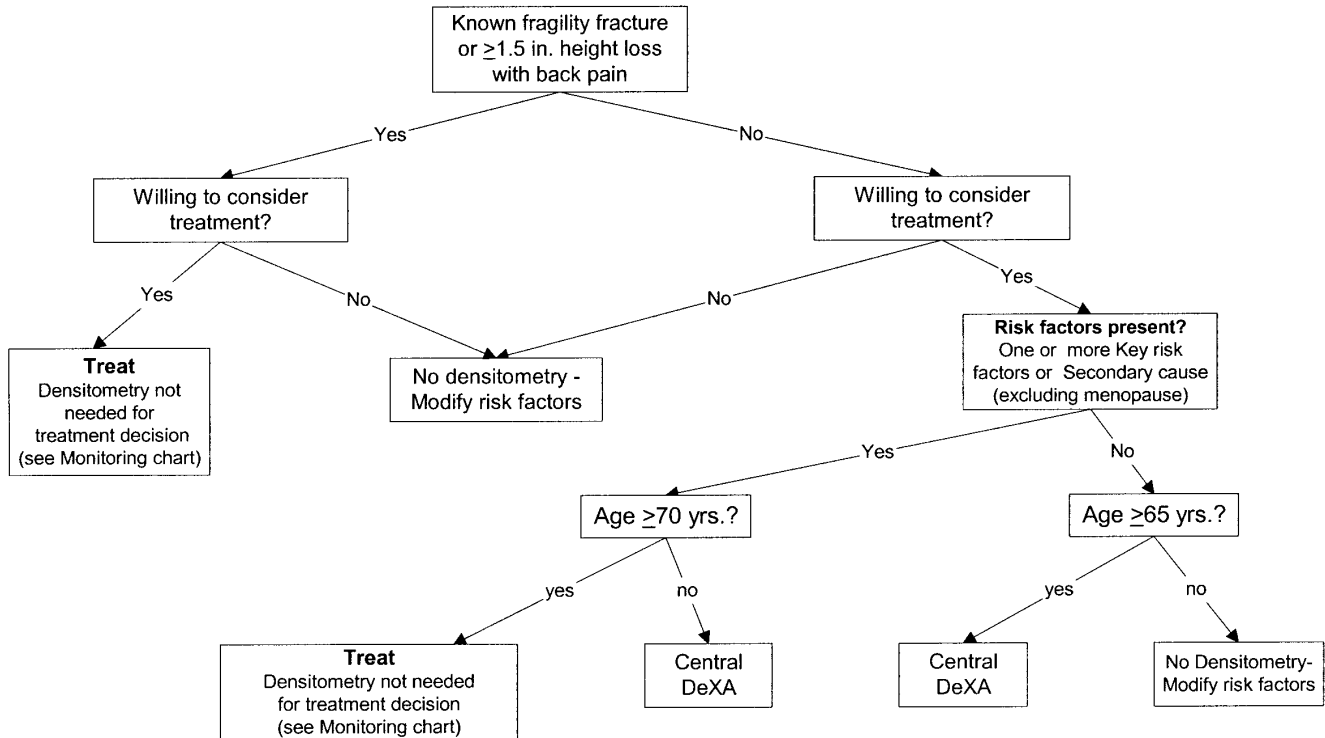 Known fragility fracture
or ≥1.5 in. height loss
with back pain
Yes
No
Willing to consider
treatment?
Willing to consider
treatment?
Yes
No
No
Yes
Treat
Densitometry not
needed for
treatment decision
(see Monitoring chart)
No densitometry -
Modify risk factors
Risk factors present?
One or more Key risk
factors or Secondary cause
(excluding menopause)
Yes
No
Age ≥70 yrs.?
Age ≥65 yrs.?
yes
no
yes
no
Treat
Densitometry not needed
for treatment decision
(see Monitoring chart)
Central
DeXA
Central
DeXA
No Densitometry-
Modify risk factors